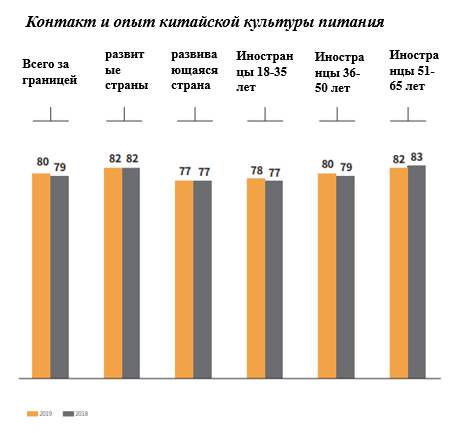 Контакт и опыт китайской культуры питания
Всего за
границей
развит
ые
страны
развива
ющаяся
страна
Иностран
цы 18-35
лет
Иностра
нцы 36-
50 лет
Иностра
нцы 51-
65 лет
80 79
82 82
77 77
78 77
80 79
82 83
2019 2018